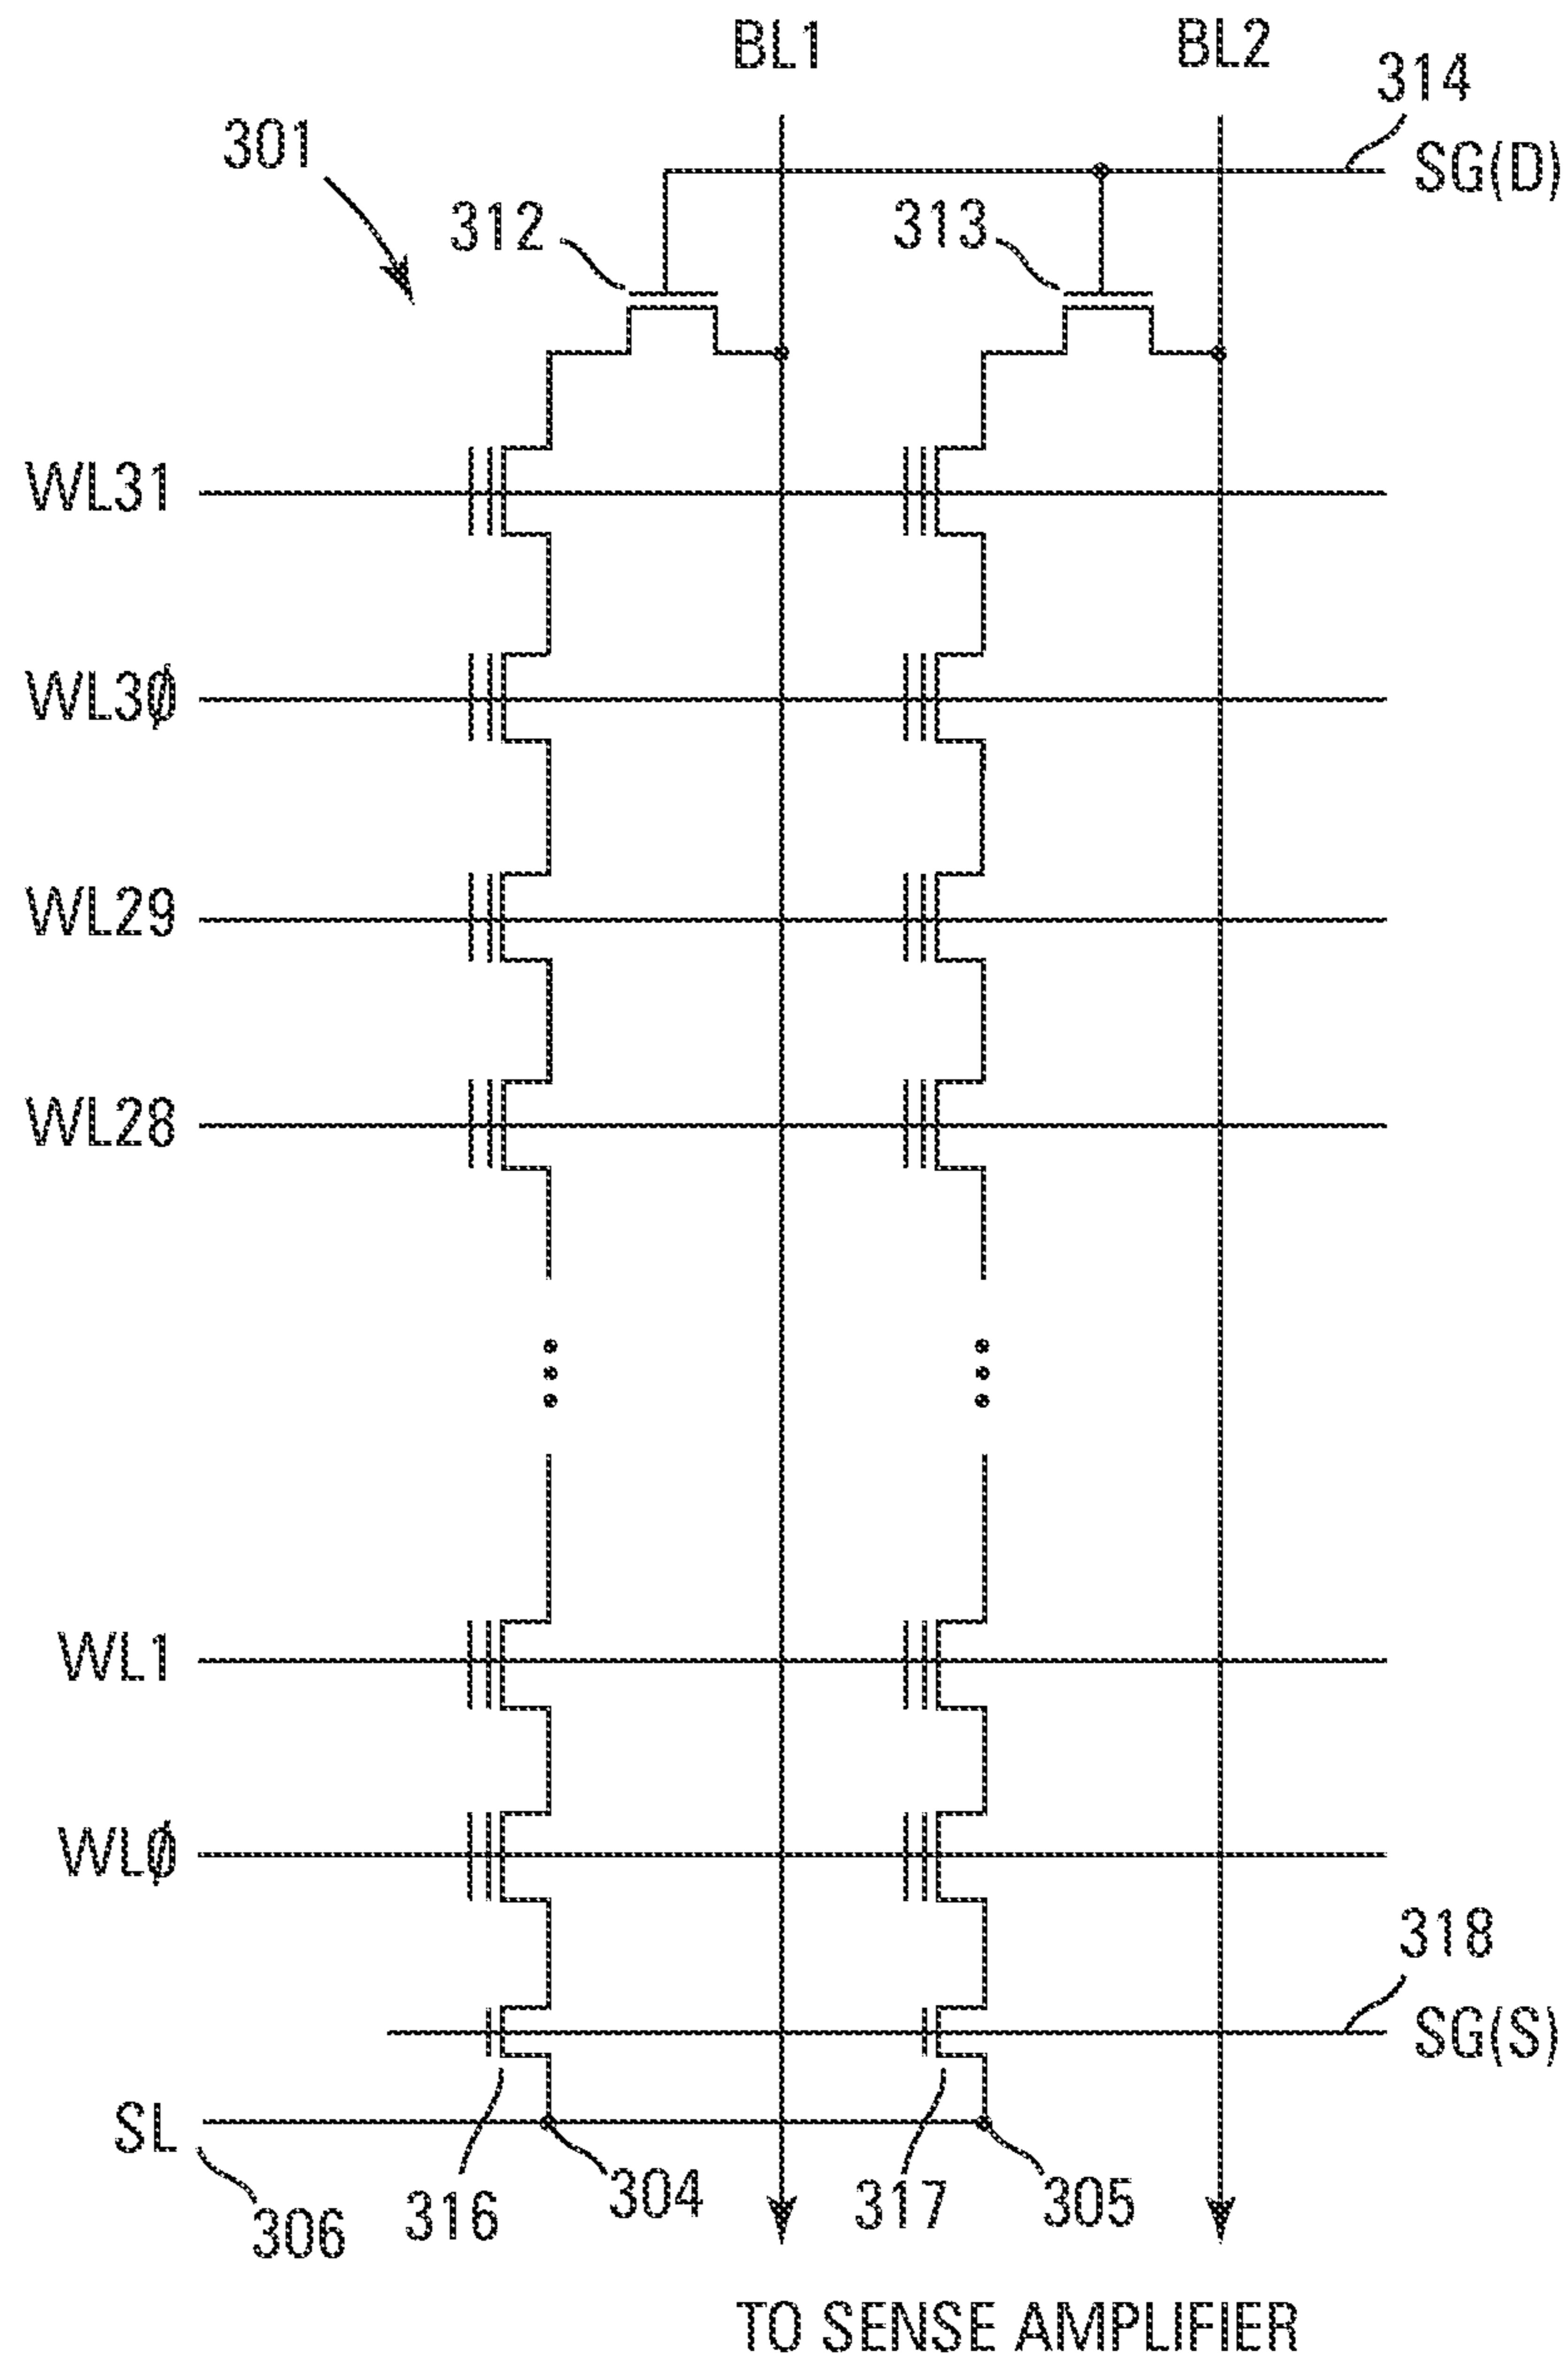 BL1
BL2
314
SG(D)
301
312
313
WL31
WL3Ø
WL29
WL28
WL1
WLØ
318
SG(S)
SL
306
316
304
317
305
TO SENSE AMPLIFIER